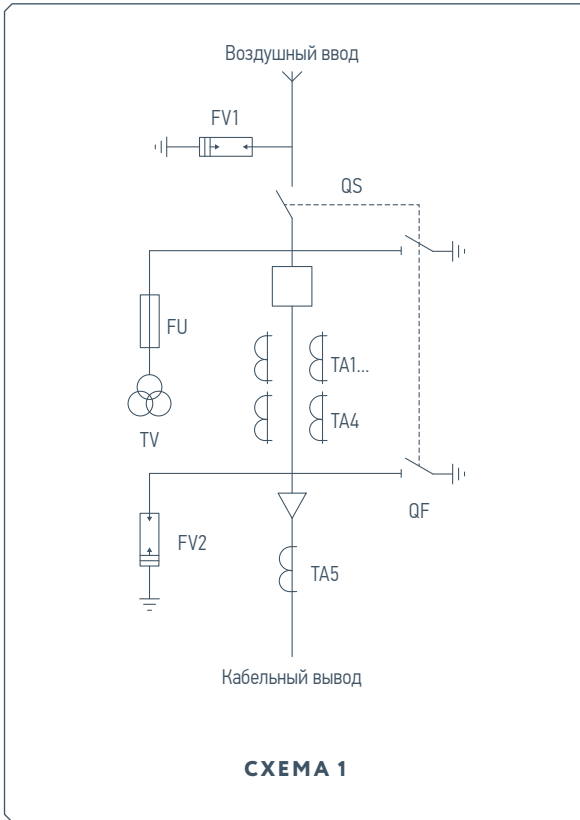 Воздушный ввод
FV1
QS
FU
TA1...
TV
TA4
QF
FV2
TA5
Кабельный вывод
СХЕМА 1